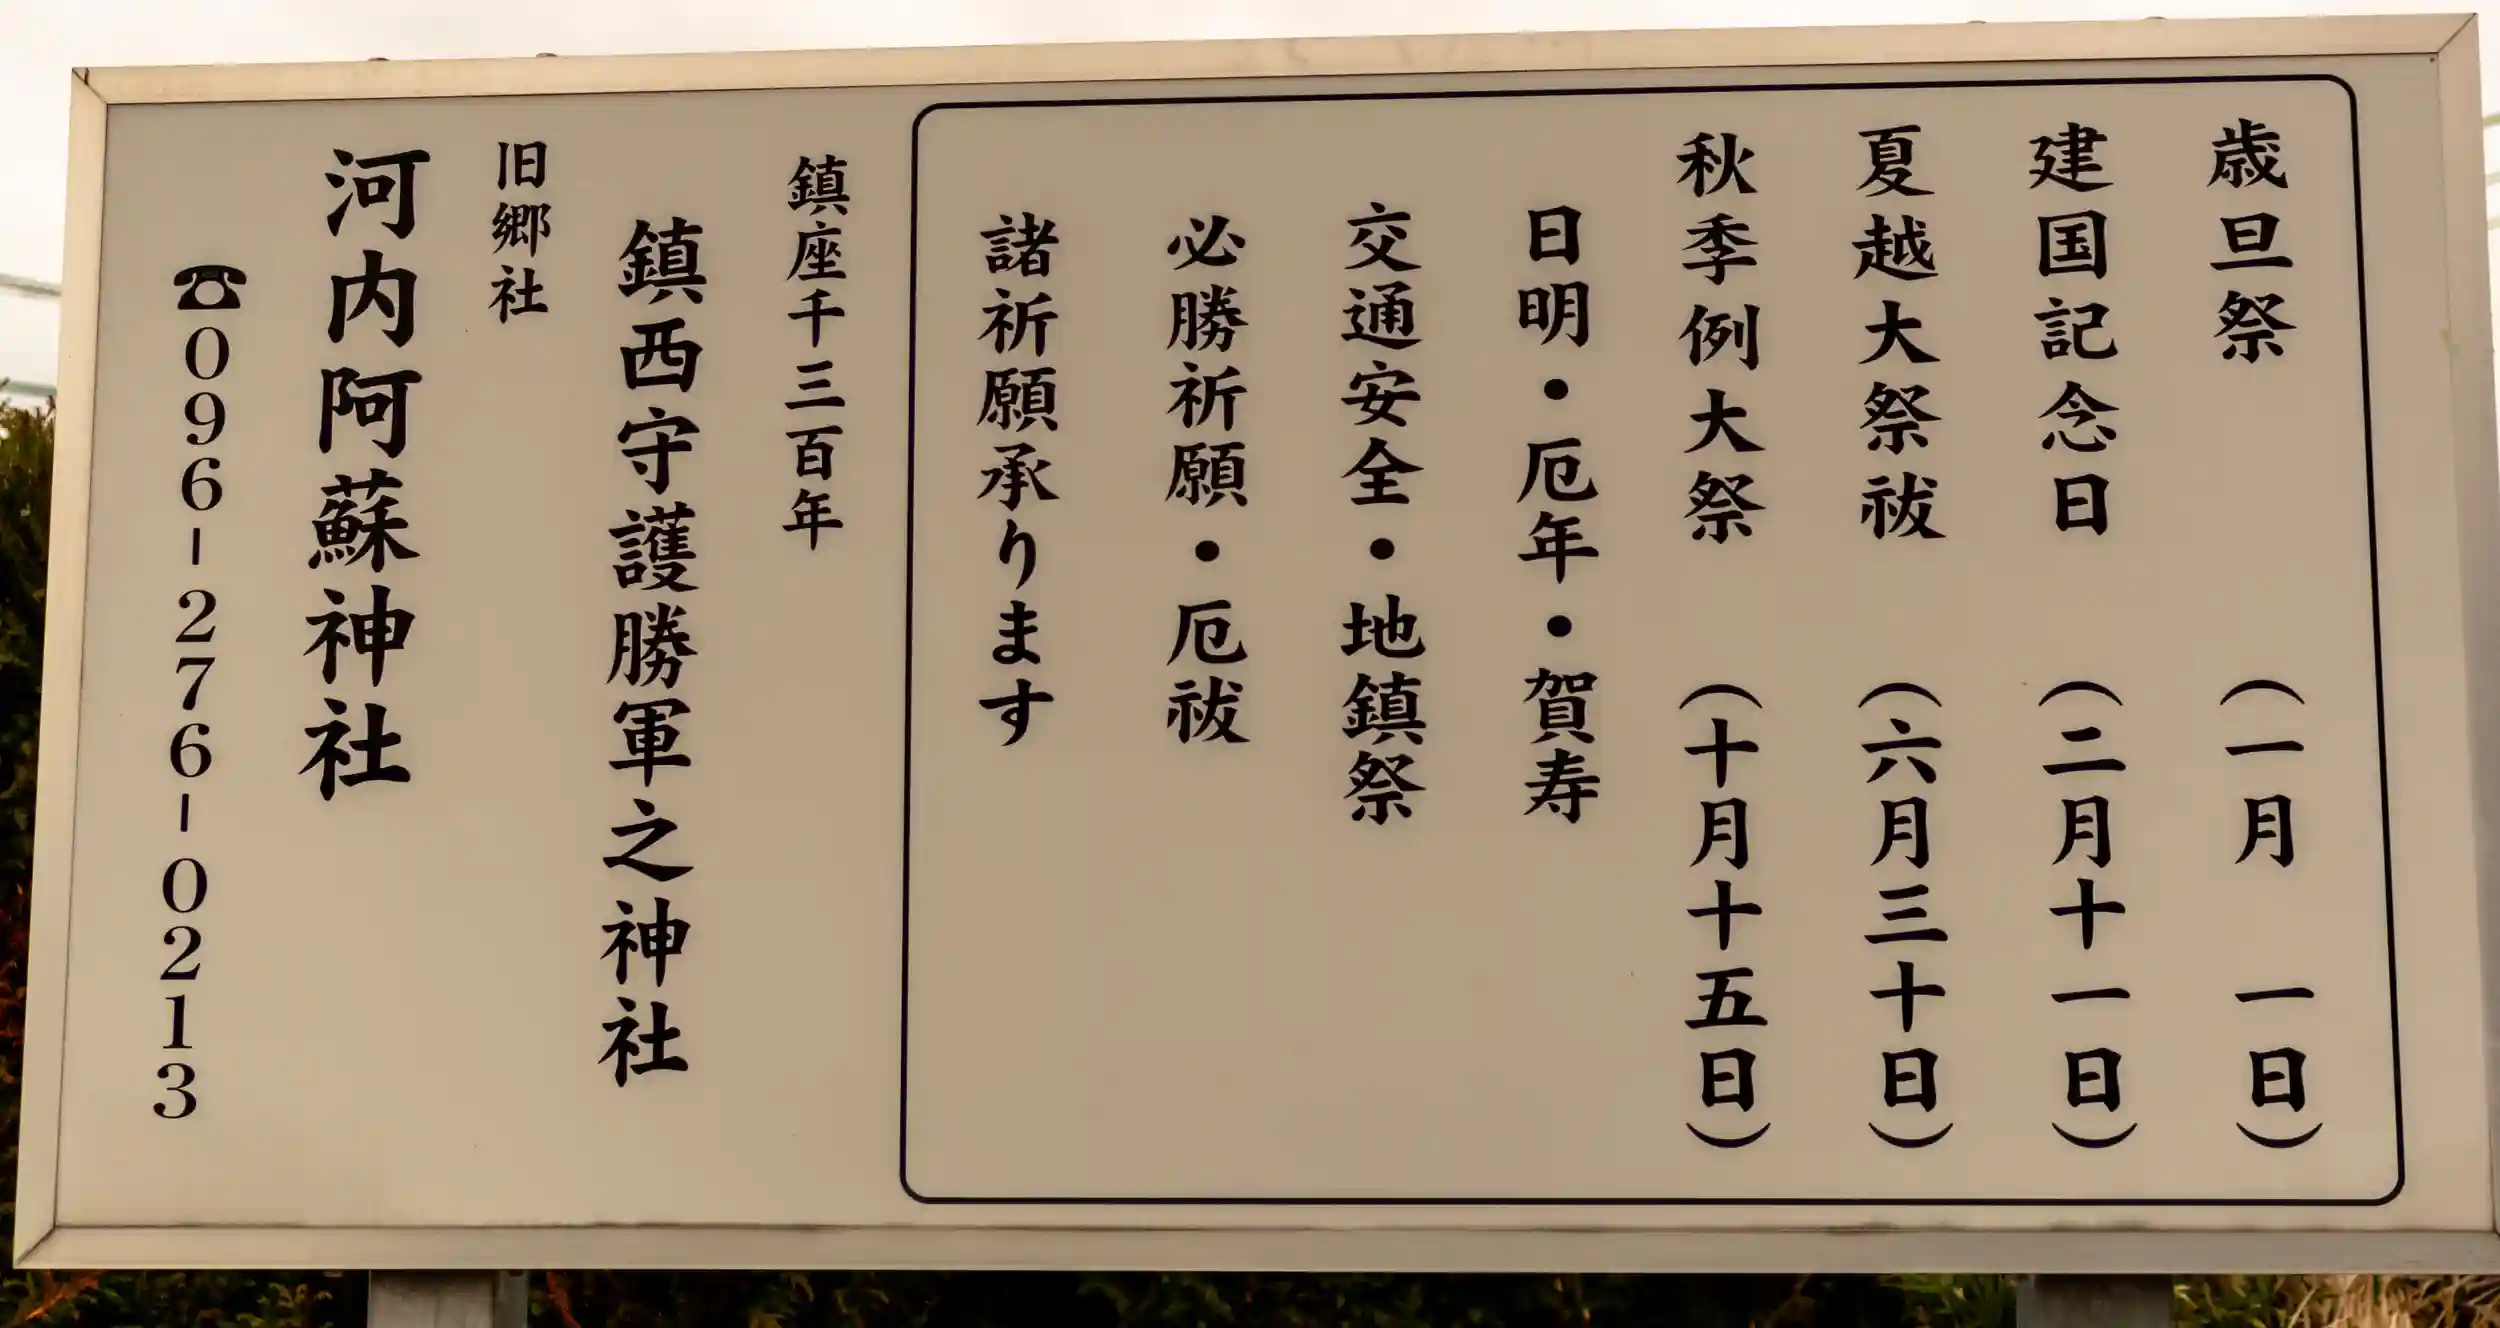 歳旦祭 (一月 一日)
建国記念日 (二月十一日)
夏越大祭祓 (六月三十日)
秋季例大祭 (十月十五日)
日明・厄年・賀寿
交通安全・地鎮祭
必勝祈願・厄祓
諸祈願承ります
鎮座千三百年
鎮西守護勝軍之神社
旧郷社
河内阿蘇神社
☎096-276-0213